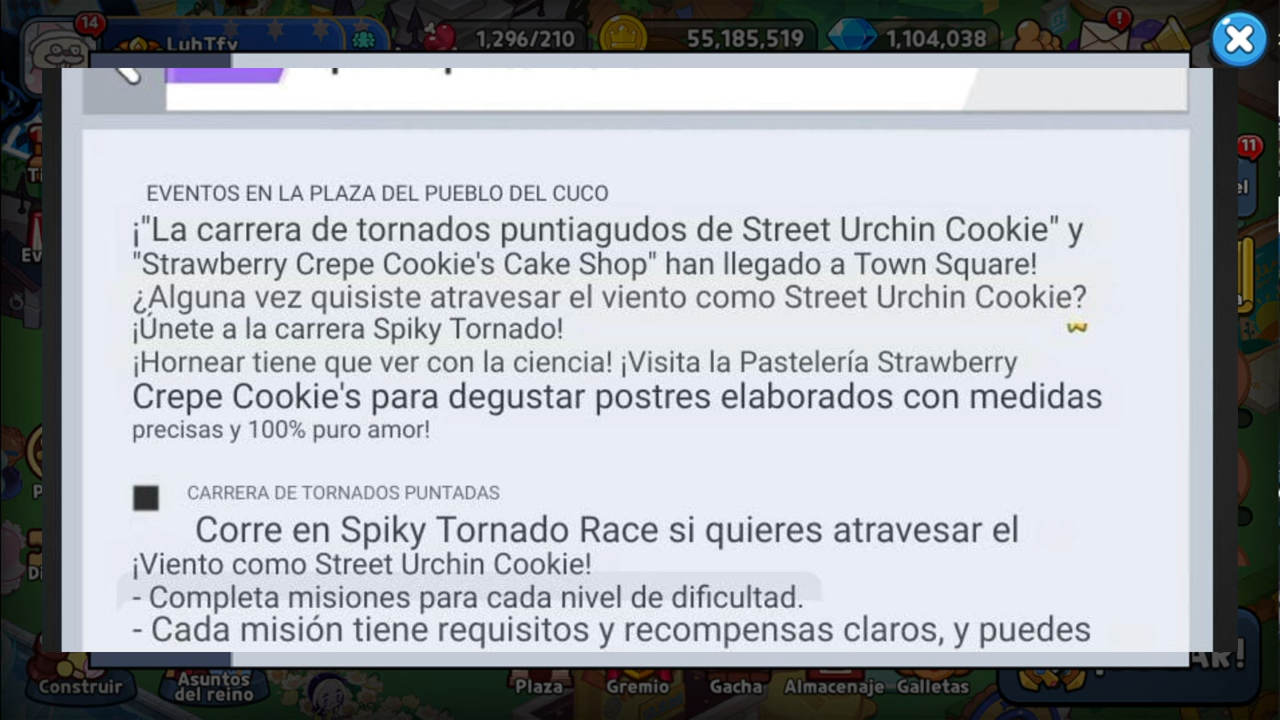 14
LuhTfy
1,296/210
55,185,519
1,104,038
EVENTOS EN LA PLAZA DEL PUEBLO DEL CUCO
¡"La carrera de tornados puntiagudos de Street Urchin Cookie" y
"Strawberry Crepe Cookie's Cake Shop" han llegado a Town Square!
¿Alguna vez quisiste atravesar el viento como Street Urchin Cookie?
¡Únete a la carrera Spiky Tornado!
¡Hornear tiene que ver con la ciencia! ¡Visita la Pastelería Strawberry
Crepe Cookie's para degustar postres elaborados con medidas
precisas y 100% puro amor!
CARRERA DE TORNADOS PUNTADAS
Corre en Spiky Tornado Race si quieres atravesar el
¡Viento como Street Urchin Cookie!
- Completa misiones para cada nivel de dificultad.
- Cada misión tiene requisitos y recompensas claros, y puedes
11
Construir
Asuntos
del reino
Plaza
Gremio
Gacha
Almacenaje
Galletas